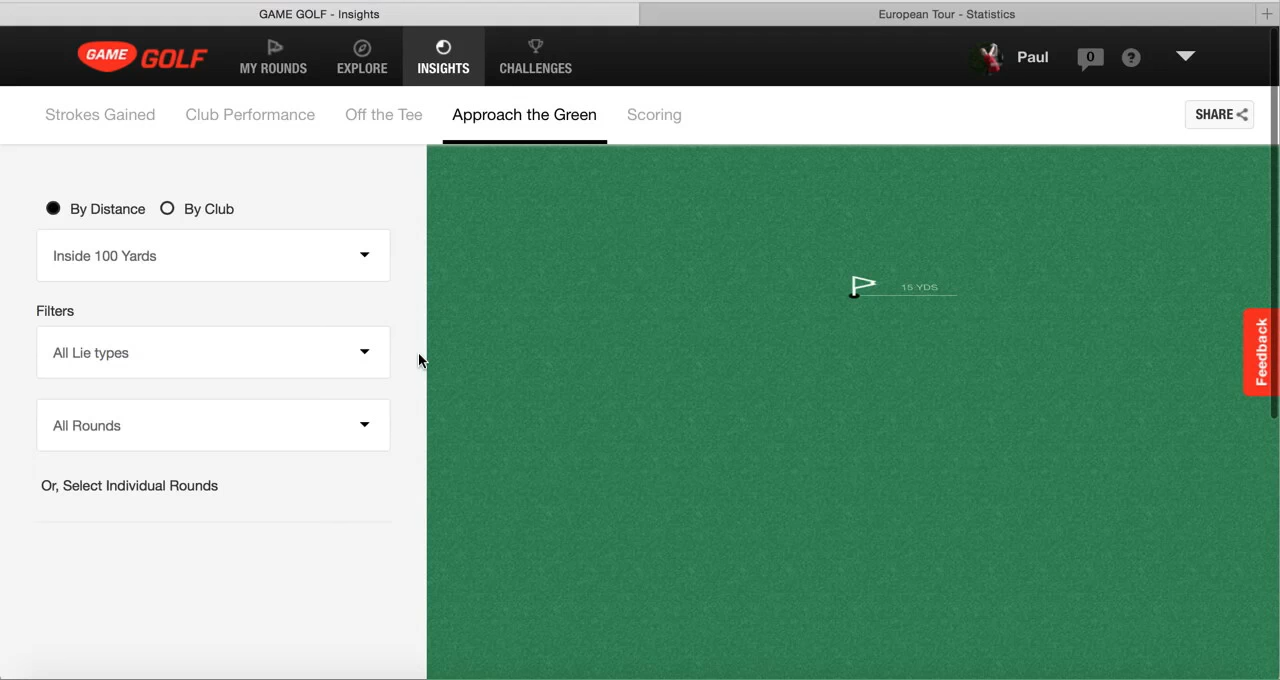 GAME GOLF - Insights
European Tour - Statistics
GAME GOLF
MY ROUNDS
EXPLORE
INSIGHTS
CHALLENGES
Paul
0
?
Strokes Gained
Club Performance
Off the Tee
Approach the Green
Scoring
SHARE
By Distance
By Club
Inside 100 Yards
15 YDS
Filters
All Lie types
Feedback
All Rounds
Or, Select Individual Rounds